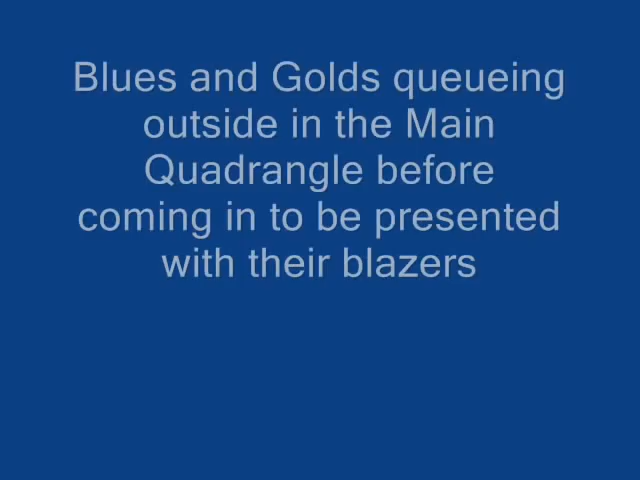 Blues and Golds queueing
outside in the Main
Quadrangle before
coming in to be presented
with their blazers